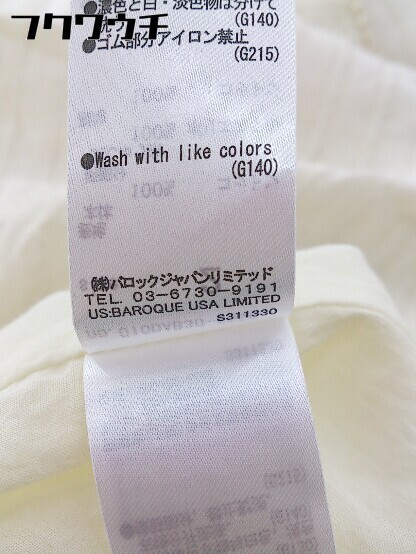 フクワウチ
●濃色と白・淡色物は分けて
(G140)
●ゴム部分アイロン禁止
(G215)
●Wash with like colors
(G140)
㈱バロックジャパンリミテッド
TEL. 03-6730-9191
US:BAROQUE USA LIMITED
S311330